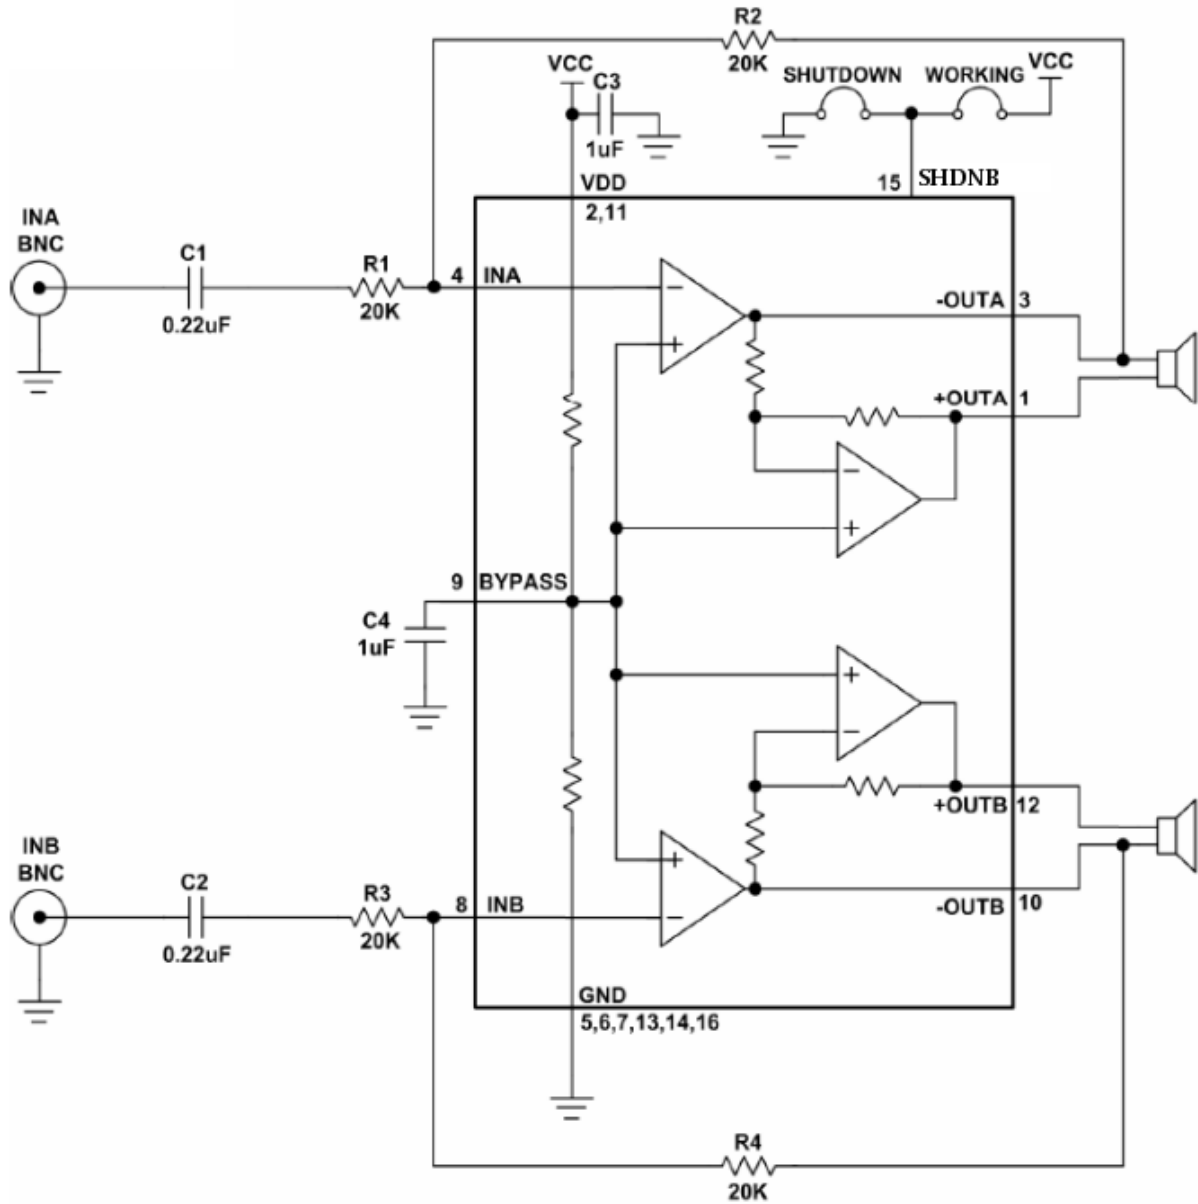 R2
20K
VCC
C3
1uF
SHUTDOWN
WORKING
VCC
VDD
2,11
15
SHDNB
INA
BNC
C1
0.22uF
R1
20K
4
INA
−
+
-OUTA
3
+OUTA
1
−
+
9
BYPASS
C4
1uF
+
−
+OUTB
12
INB
BNC
C2
0.22uF
R3
20K
8
INB
+
−
-OUTB
10
GND
5,6,7,13,14,16
R4
20K